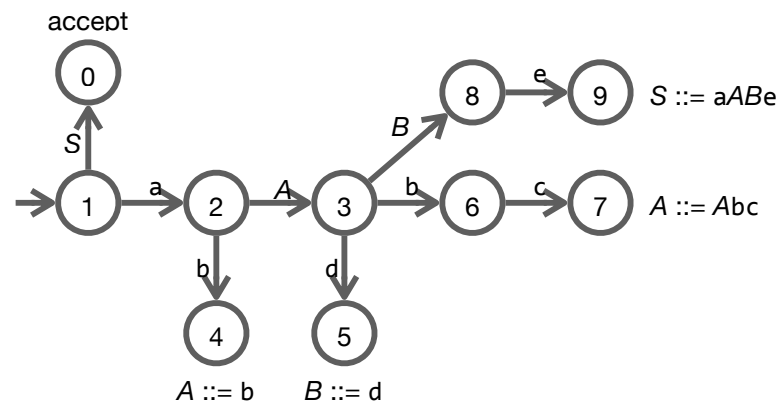 accept
0
8
e
9
S ::= aABe
B
S
1
a
2
A
3
b
6
c
7
A ::= Abc
b
d
4
5
A ::= b
B ::= d